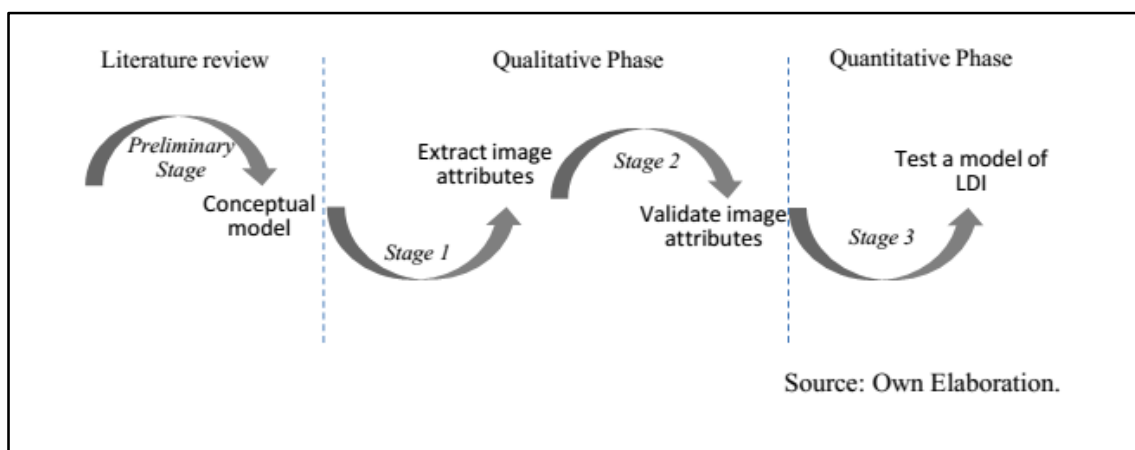 Literature review
Qualitative Phase
Quantitative Phase
Preliminary
Stage
Conceptual
model
Stage 1
Extract image
attributes
Stage 2
Validate image
attributes
Stage 3
Test a model of
LDI
Source: Own Elaboration.